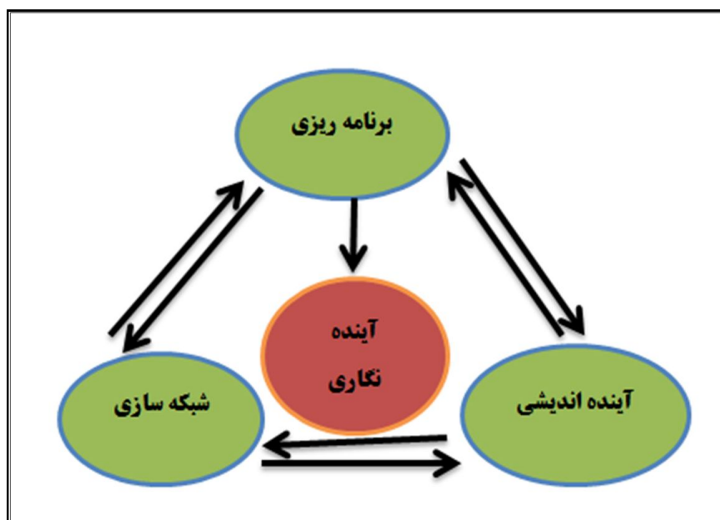 برنامه ریزی
آینده
نگاری
شبکه سازی
آینده اندیشی